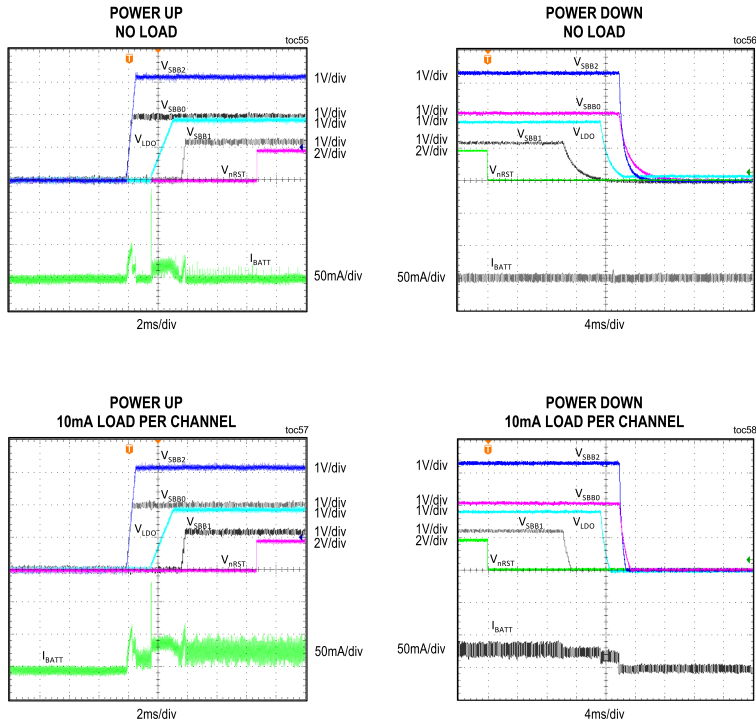 POWER UP
NO LOAD
toc55
T
VSBB2
1V/div
VSBB0
1V/div
1V/div
VLDO
VSBB1
1V/div
2V/div
VnRST
IBATT
50mA/div
2ms/div
POWER DOWN
NO LOAD
toc56
T
VSBB2
1V/div
VSBB0
1V/div
1V/div
VSBB1
VLDO
1V/div
2V/div
VnRST
IBATT
50mA/div
4ms/div
POWER UP
10mA LOAD PER CHANNEL
toc57
T
VSBB2
1V/div
VSBB0
1V/div
1V/div
VLDO
VSBB1
1V/div
2V/div
VnRST
IBATT
50mA/div
2ms/div
POWER DOWN
10mA LOAD PER CHANNEL
toc58
T
VSBB2
1V/div
VSBB0
1V/div
1V/div
VSBB1
VLDO
1V/div
2V/div
VnRST
IBATT
50mA/div
4ms/div